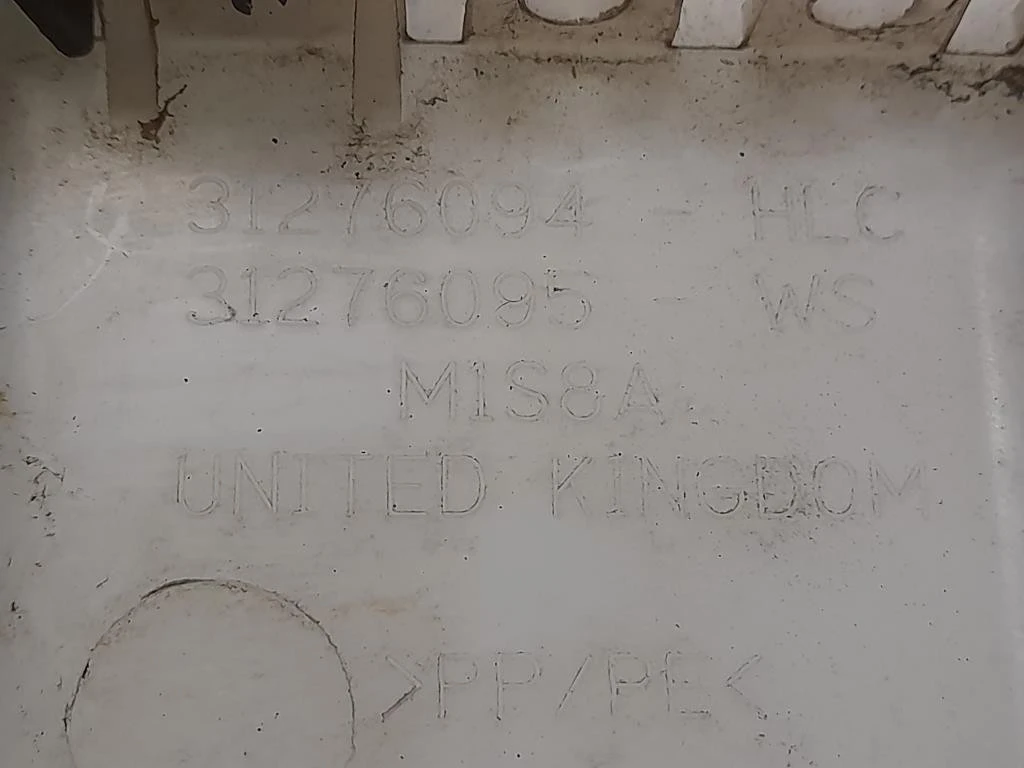 31276094 - HLC
31276095 - WS
M1S8A
UNITED KINGDOM
>PP/PE<